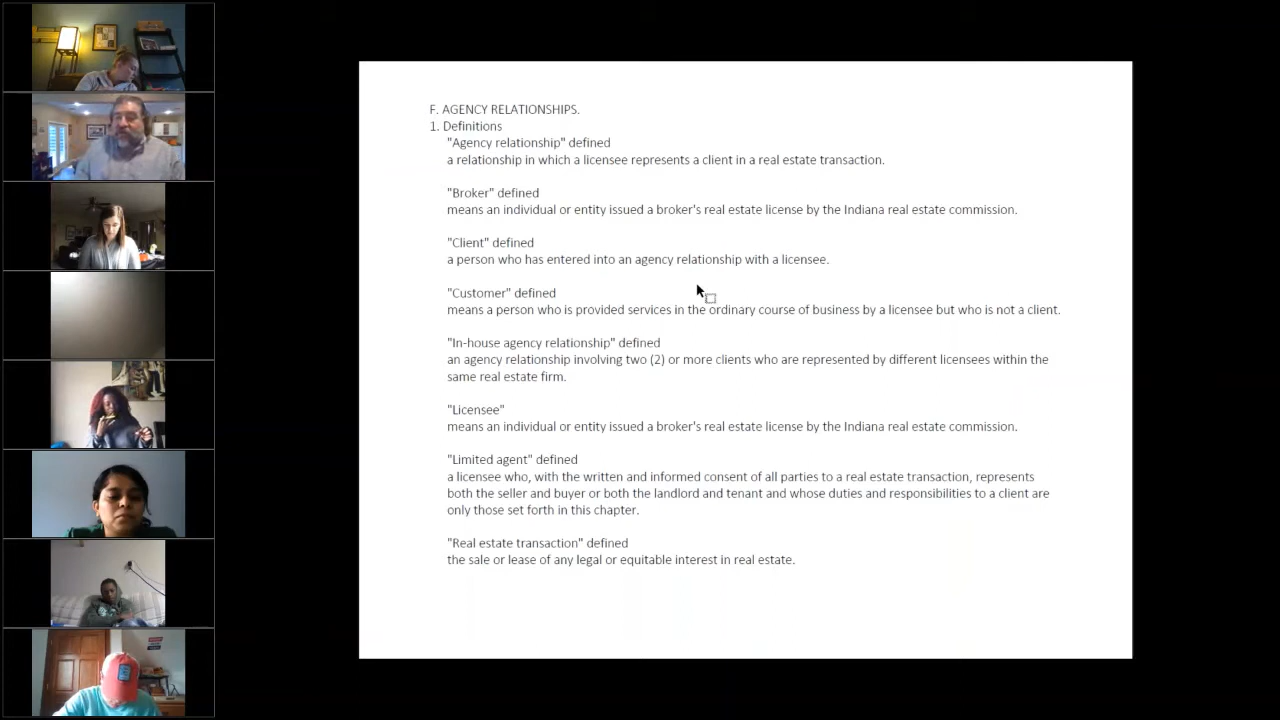 F. AGENCY RELATIONSHIPS.
1. Definitions
"Agency relationship" defined
a relationship in which a licensee represents a client in a real estate transaction.
"Broker" defined
means an individual or entity issued a broker's real estate license by the Indiana real estate commission.
"Client" defined
a person who has entered into an agency relationship with a licensee.
"Customer" defined
means a person who is provided services in the ordinary course of business by a licensee but who is not a client.
"In-house agency relationship" defined
an agency relationship involving two (2) or more clients who are represented by different licensees within the
same real estate firm.
"Licensee"
means an individual or entity issued a broker's real estate license by the Indiana real estate commission.
"Limited agent" defined
a licensee who, with the written and informed consent of all parties to a real estate transaction, represents
both the seller and buyer or both the landlord and tenant and whose duties and responsibilities to a client are
only those set forth in this chapter.
"Real estate transaction" defined
the sale or lease of any legal or equitable interest in real estate.